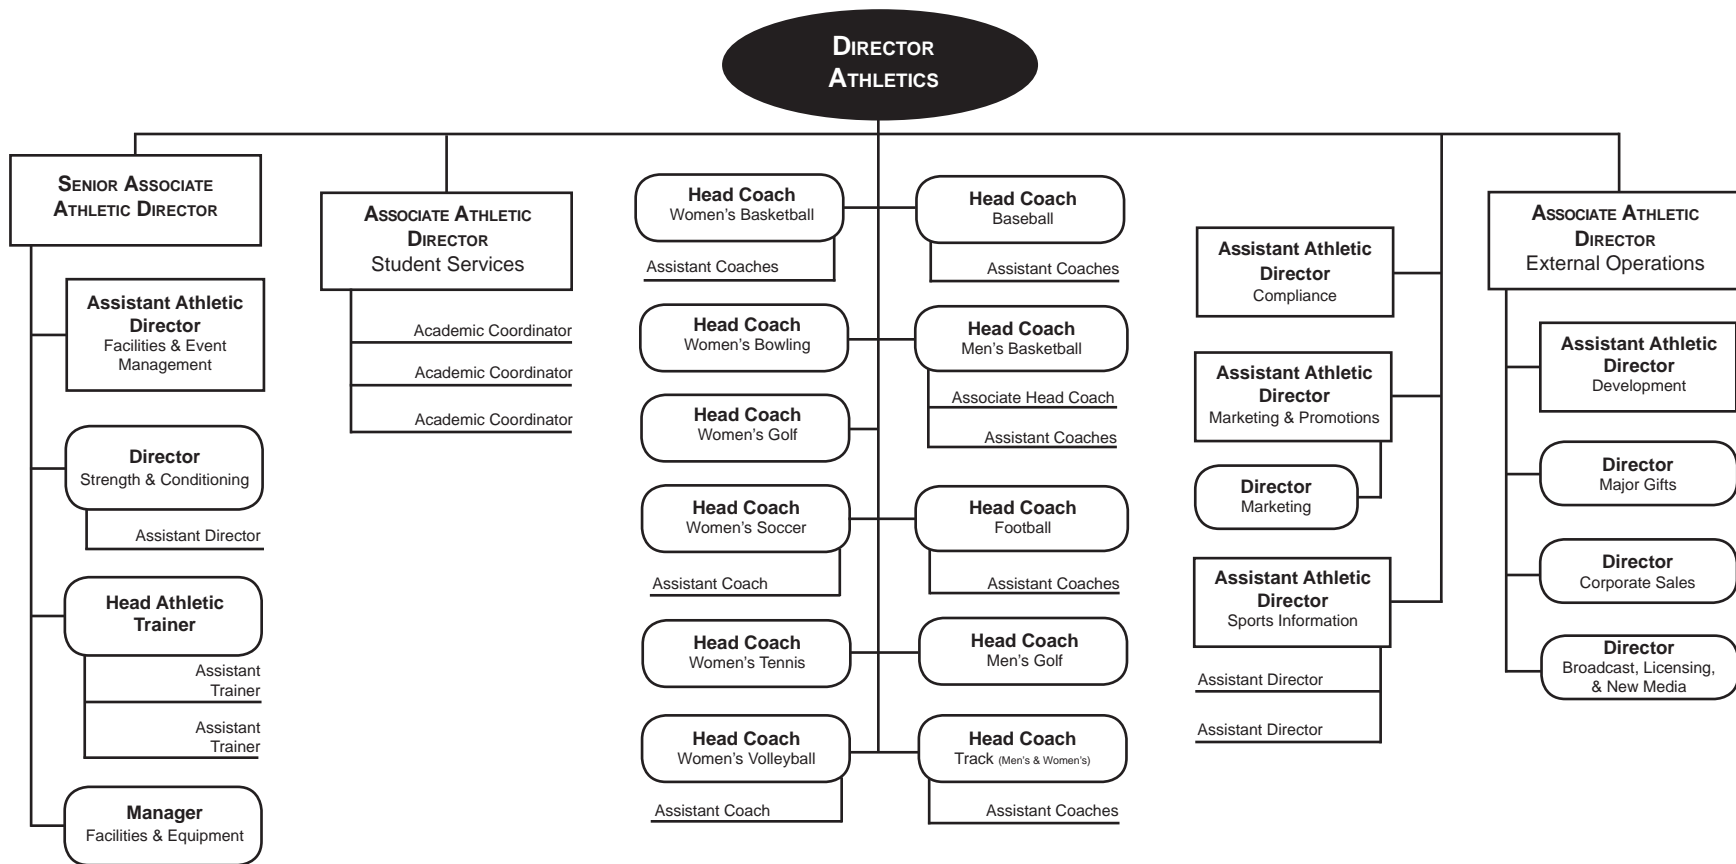 DIRECTOR
ATHLETICS
SENIOR ASSOCIATE
ATHLETIC DIRECTOR
Assistant Athletic
Director
Facilities & Event
Management
Director
Strength & Conditioning
Assistant Director
Head Athletic
Trainer
Assistant
Trainer
Assistant
Trainer
Manager
Facilities & Equipment
ASSOCIATE ATHLETIC
DIRECTOR
Student Services
Academic Coordinator
Academic Coordinator
Academic Coordinator
Head Coach
Women's Basketball
Assistant Coaches
Head Coach
Women's Bowling
Head Coach
Women's Golf
Head Coach
Women's Soccer
Assistant Coach
Head Coach
Women's Tennis
Head Coach
Women's Volleyball
Assistant Coach
Head Coach
Baseball
Assistant Coaches
Head Coach
Men's Basketball
Associate Head Coach
Assistant Coaches
Head Coach
Football
Assistant Coaches
Head Coach
Men's Golf
Head Coach
Track (Men's & Women's)
Assistant Coaches
Assistant Athletic
Director
Compliance
Assistant Athletic
Director
Marketing & Promotions
Director
Marketing
Assistant Athletic
Director
Sports Information
Assistant Director
Assistant Director
ASSOCIATE ATHLETIC
DIRECTOR
External Operations
Assistant Athletic
Director
Development
Director
Major Gifts
Director
Corporate Sales
Director
Broadcast, Licensing,
& New Media